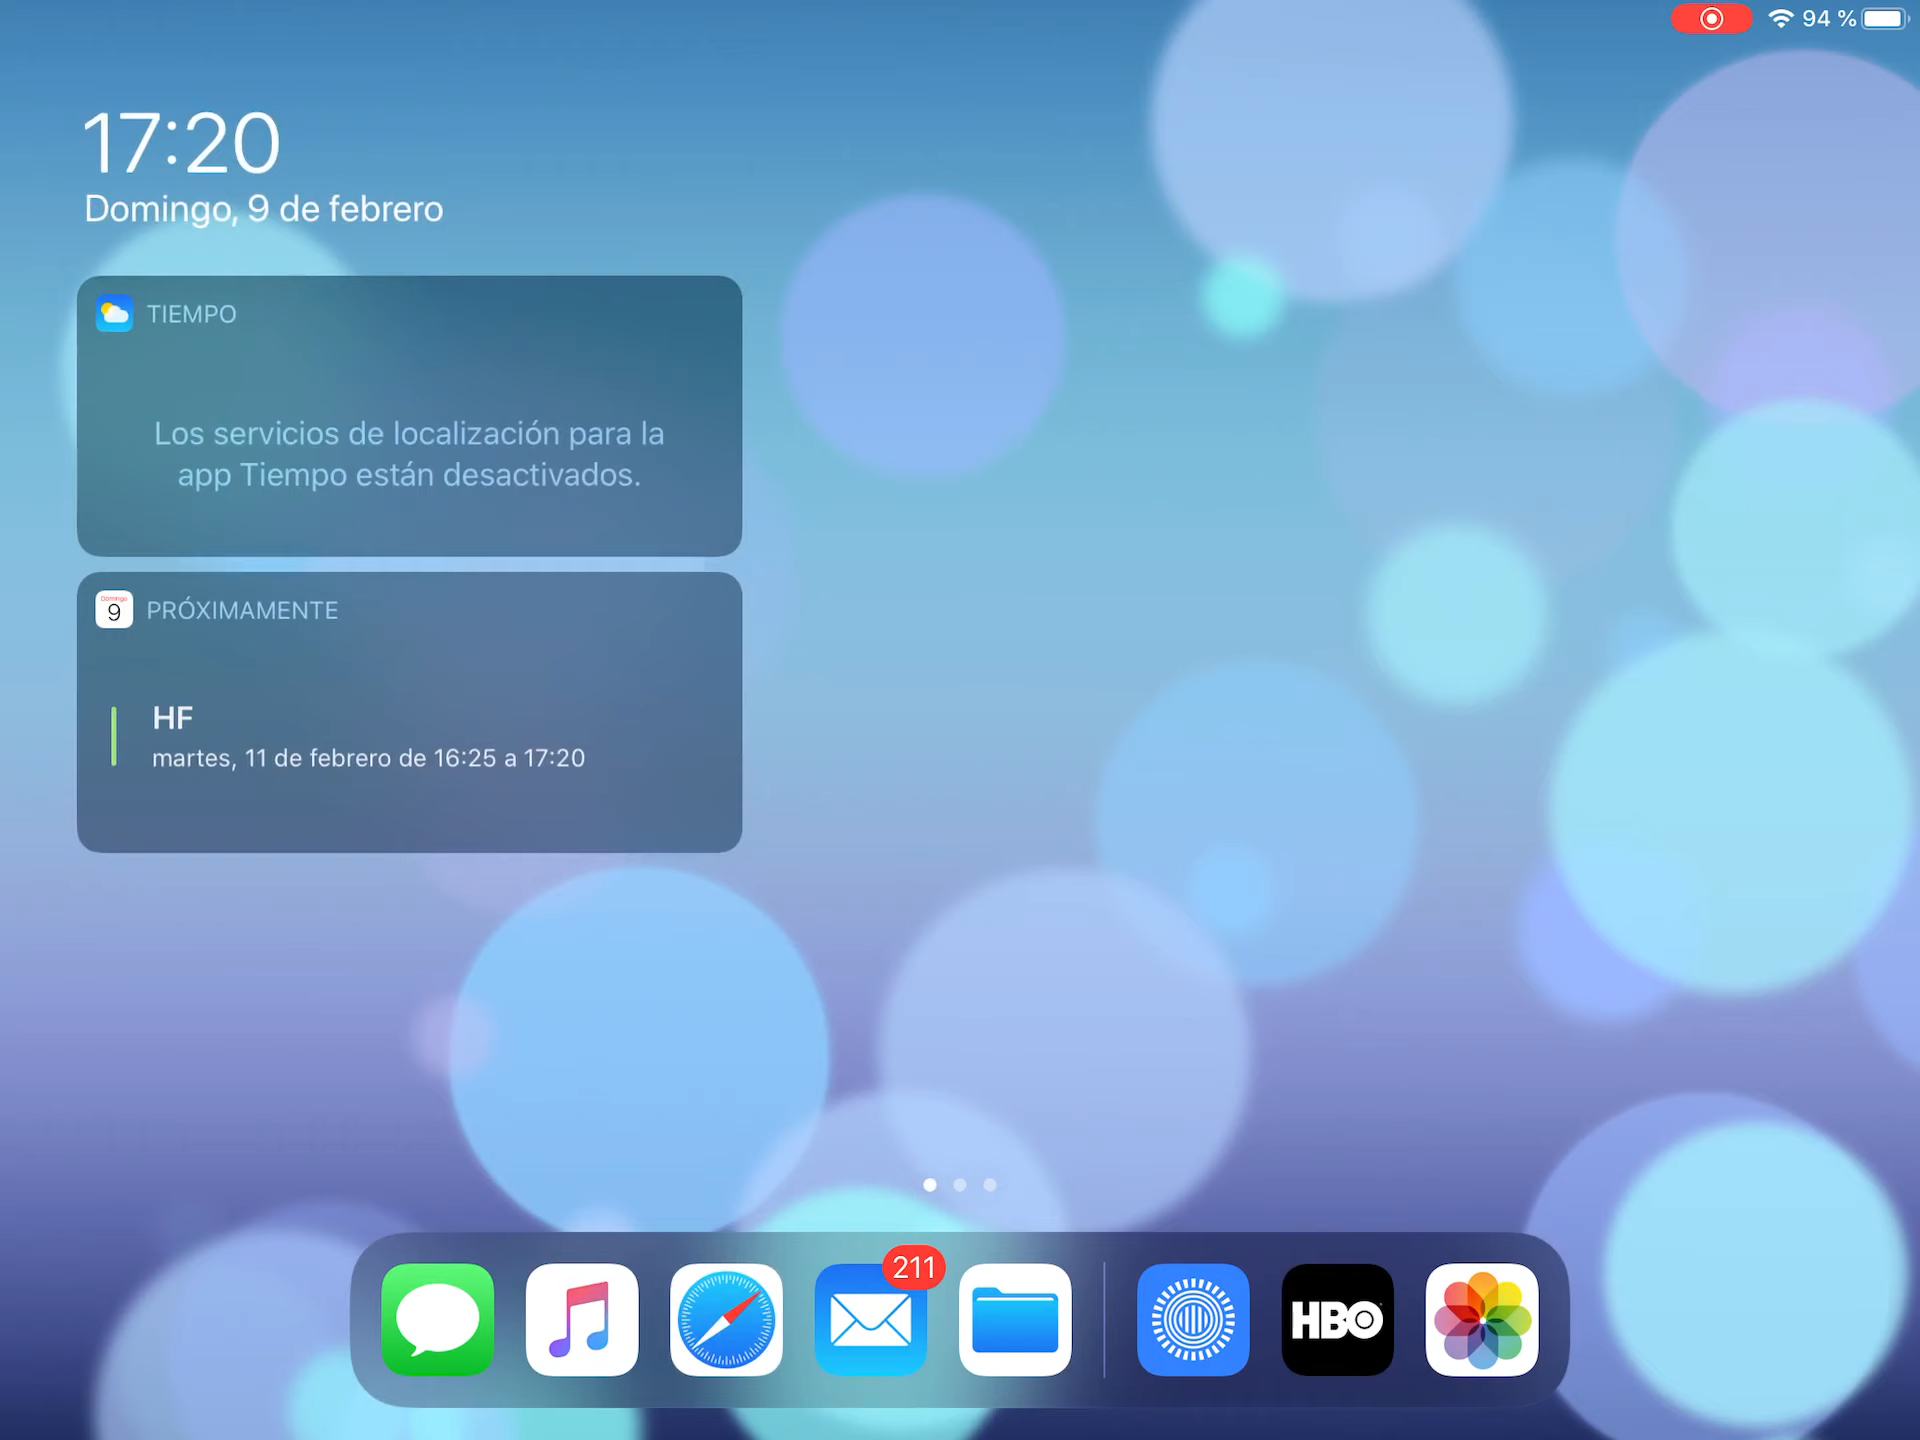 94 %
17:20
Domingo, 9 de febrero
TIEMPO
Los servicios de localización para la
app Tiempo están desactivados.
Domingo
9
PRÓXIMAMENTE
HF
martes, 11 de febrero de 16:25 a 17:20
211
HBO